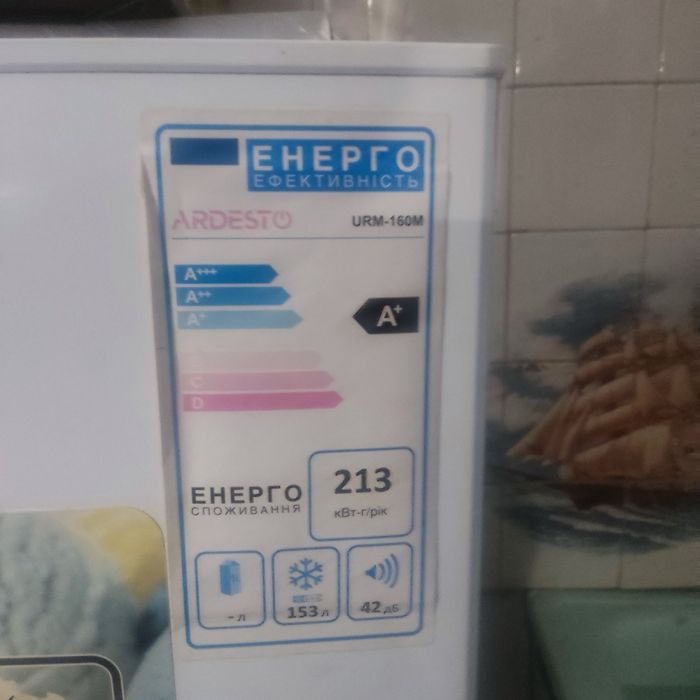 ЕНЕРГО
ЕФЕКТИВНІСТЬ
ARDESTO
URM-160M
A+++
A++
A+
A+
C
D
ЕНЕРГО
СПОЖИВАННЯ
213
кВт-г/рік
- л
153 л
42 дБ